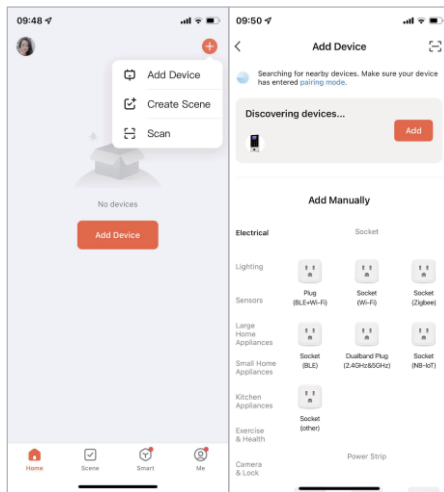 09:48
Add Device
Create Scene
Scan
No devices
Add Device
Home
Scene
Smart
Me
09:50
Add Device
Searching for nearby devices. Make sure your device
has entered pairing mode.
Discovering devices...
Add
Add Manually
Electrical
Socket
Lighting
Plug
(BLE+Wi-Fi)
Socket
(Wi-Fi)
Socket
(Zigbee)
Sensors
Large
Home
Appliances
Socket
(BLE)
Dualband Plug
(2.4GHz&5GHz)
Socket
(NB-IoT)
Small Home
Appliances
Kitchen
Appliances
Socket
(other)
Exercise
& Health
Power Strip
Camera
& Lock